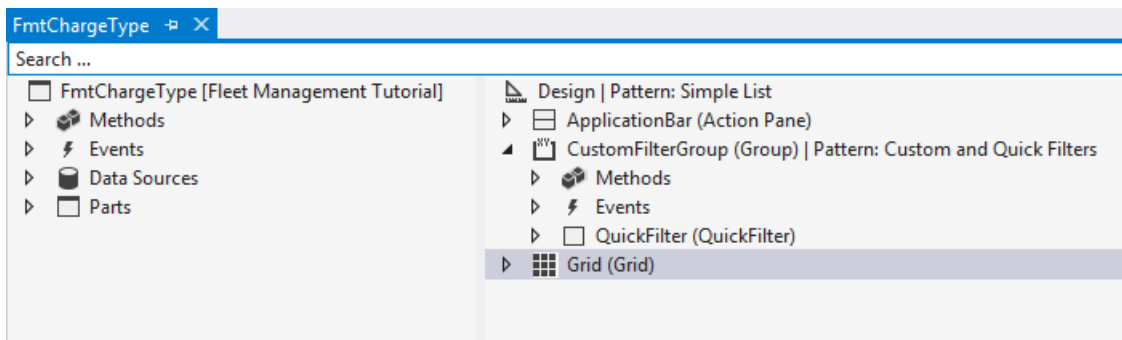 FmtChargeType
Search ...
FmtChargeType [Fleet Management Tutorial]
Methods
Events
Data Sources
Parts
Design | Pattern: Simple List
ApplicationBar (Action Pane)
CustomFilterGroup (Group) | Pattern: Custom and Quick Filters
Methods
Events
QuickFilter (QuickFilter)
Grid (Grid)